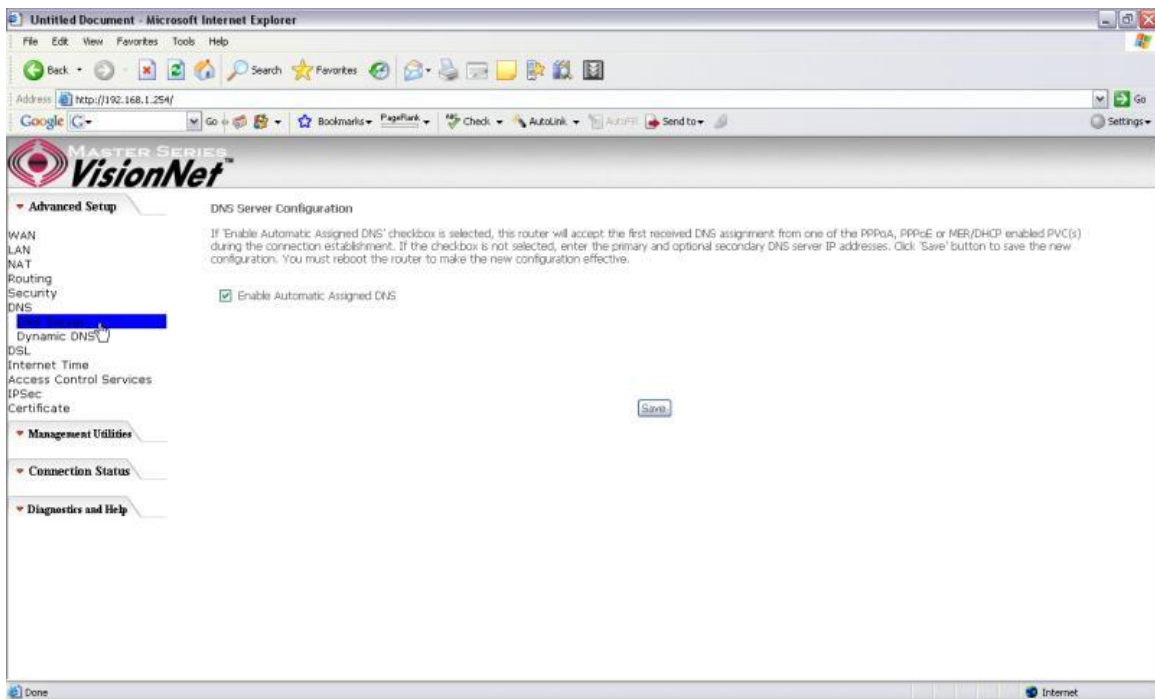 Untitled Document - Microsoft Internet Explorer
File Edit View Favorites Tools Help
Back Search Favorites
Address http://192.168.1.254/ Go
Google G Go Bookmarks PageRank Check AutoLink AutoFill Send to Settings
MASTER SERIES
VisionNet™
Advanced Setup
WAN
LAN
NAT
Routing
Security
DNS
Dynamic DNS
DSL
Internet Time
Access Control Services
IPSec
Certificate
Management Utilities
Connection Status
Diagnostics and Help
DNS Server Configuration
If 'Enable Automatic Assigned DNS' checkbox is selected, this router will accept the first received DNS assignment from one of the PPPoA, PPPoE or MER/DHCP enabled PVC(s)
during the connection establishment. If the checkbox is not selected, enter the primary and optional secondary DNS server IP addresses. Click 'Save' button to save the new
configuration. You must reboot the router to make the new configuration effective.
Enable Automatic Assigned DNS
Save
Done Internet